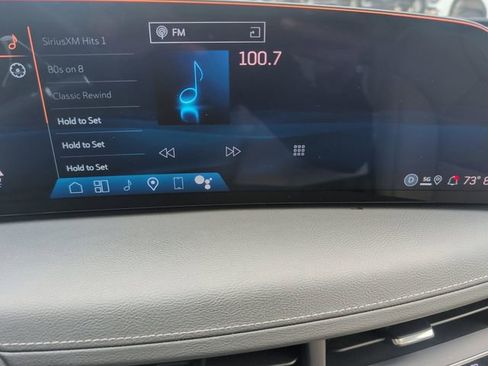 SiriusXM Hits 1
FM
100.7
80s on 8
Classic Rewind
Hold to Set
Hold to Set
Hold to Set
D
5G
73°